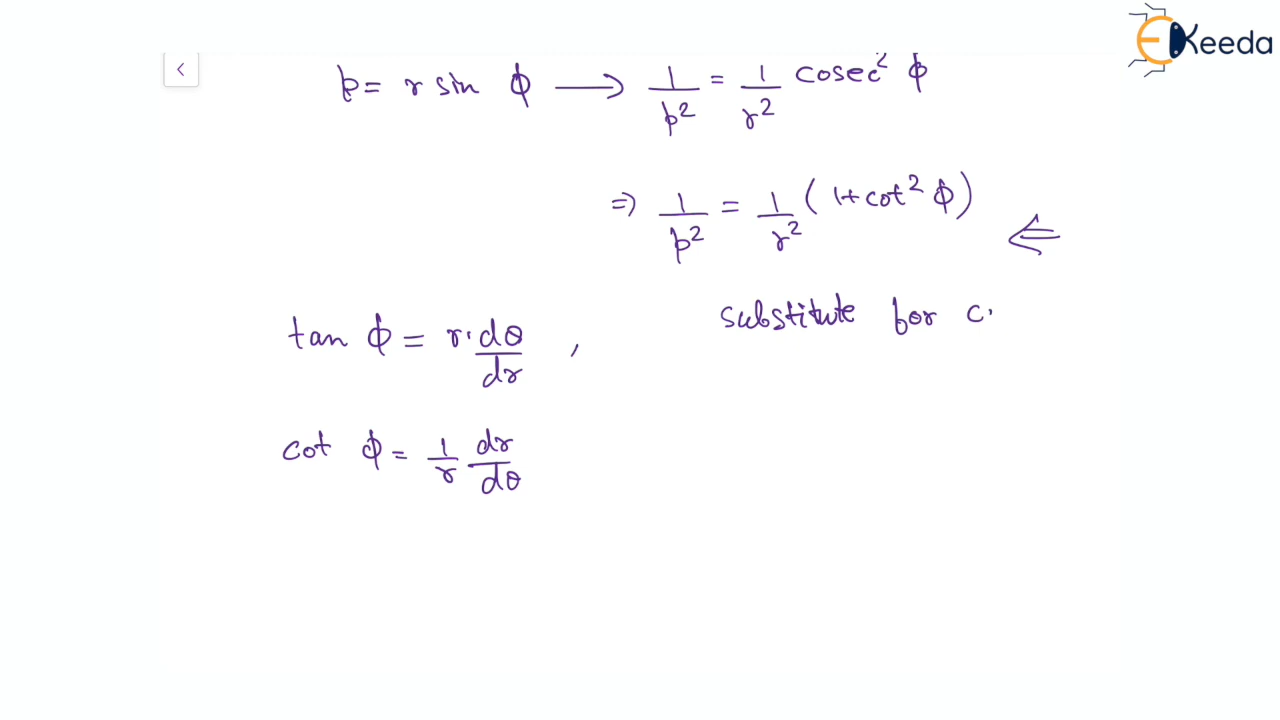 EKeeda
<
p = r sin ϕ ⟶ 1/p² = 1/r² cosec² ϕ
⇒ 1/p² = 1/r² (1+cot² ϕ) ⇐
substitute for c.
tan ϕ = r·dθ/dr ,
cot ϕ = 1/r dr/dθ